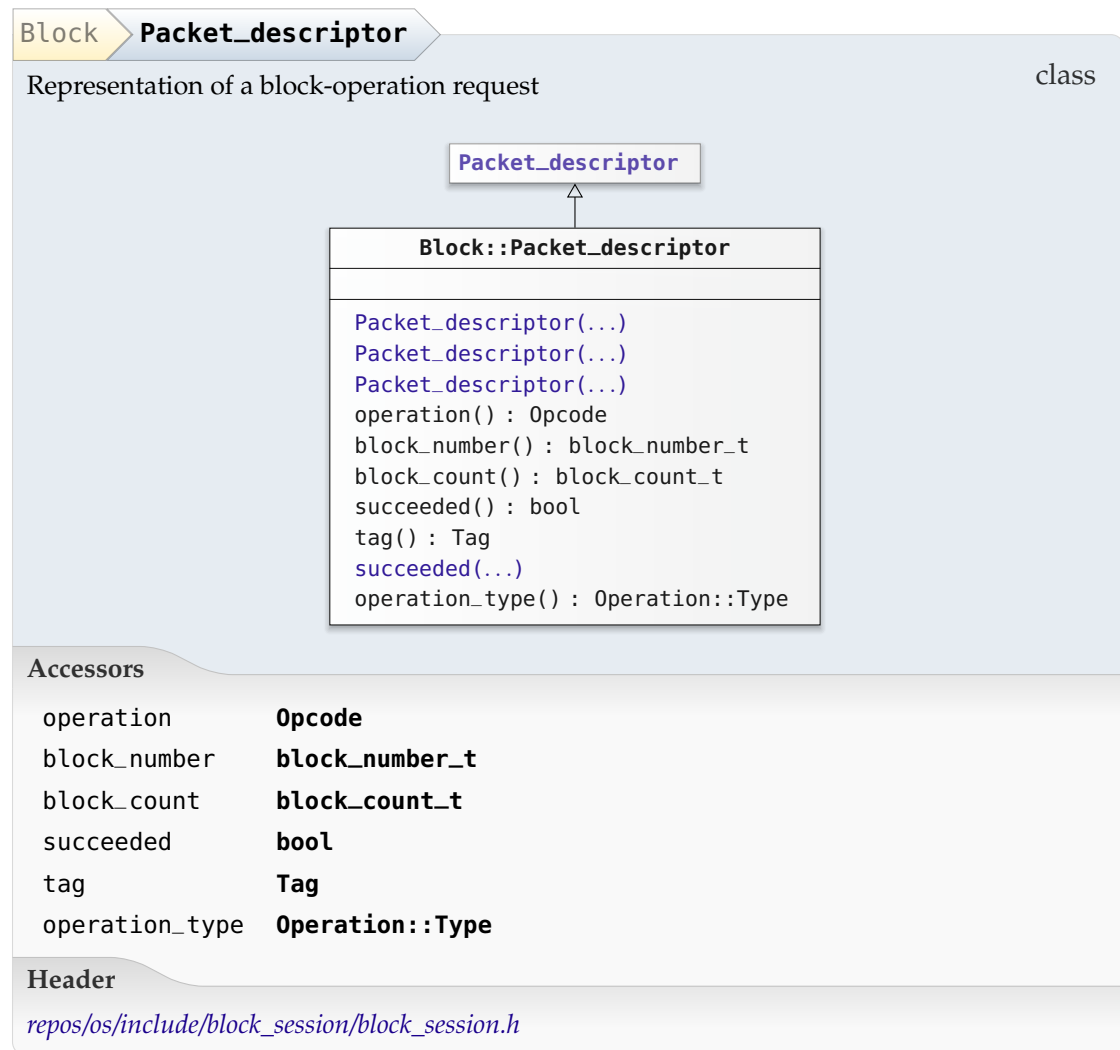 Block Packet_descriptor
class
Representation of a block-operation request
Packet_descriptor
Block::Packet_descriptor
Packet_descriptor(...)
Packet_descriptor(...)
Packet_descriptor(...)
operation() : Opcode
block_number() : block_number_t
block_count() : block_count_t
succeeded() : bool
tag() : Tag
succeeded(...)
operation_type() : Operation::Type
Accessors
operation Opcode
block_number block_number_t
block_count block_count_t
succeeded bool
tag Tag
operation_type Operation::Type
Header
repos/os/include/block_session/block_session.h